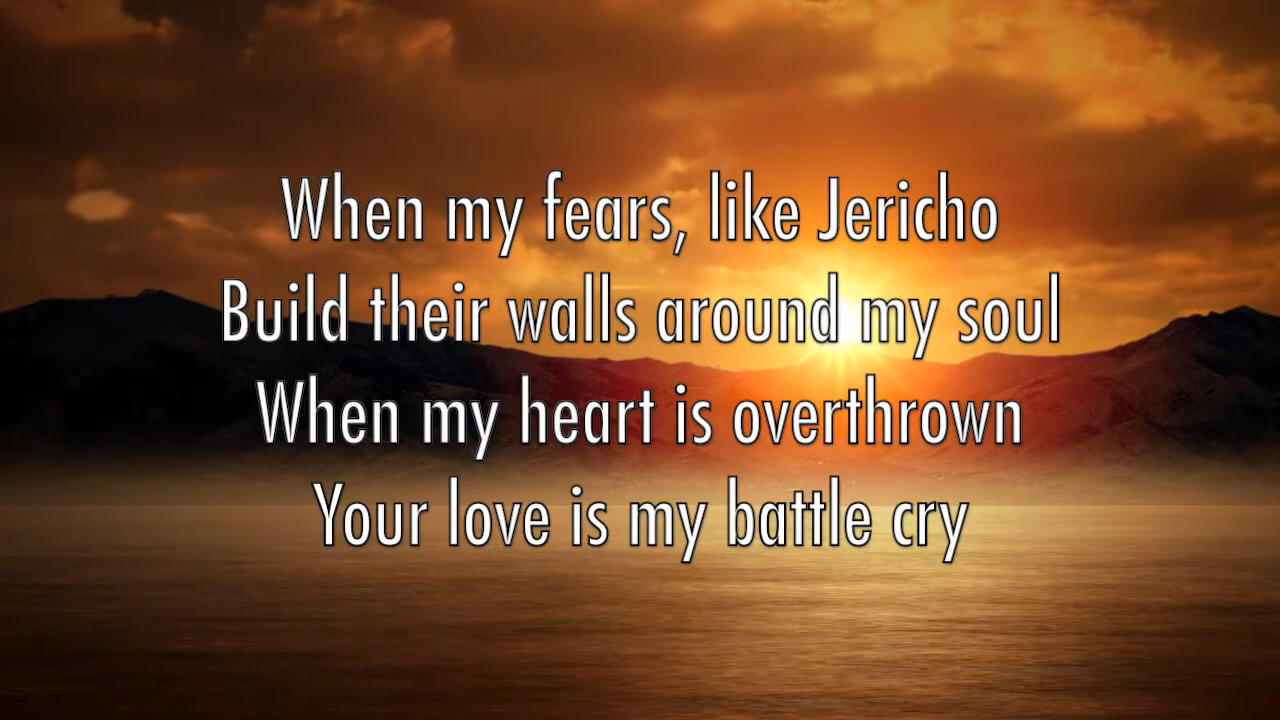 When my fears, like Jericho
Build their walls around my soul
When my heart is overthrown
Your love is my battle cry